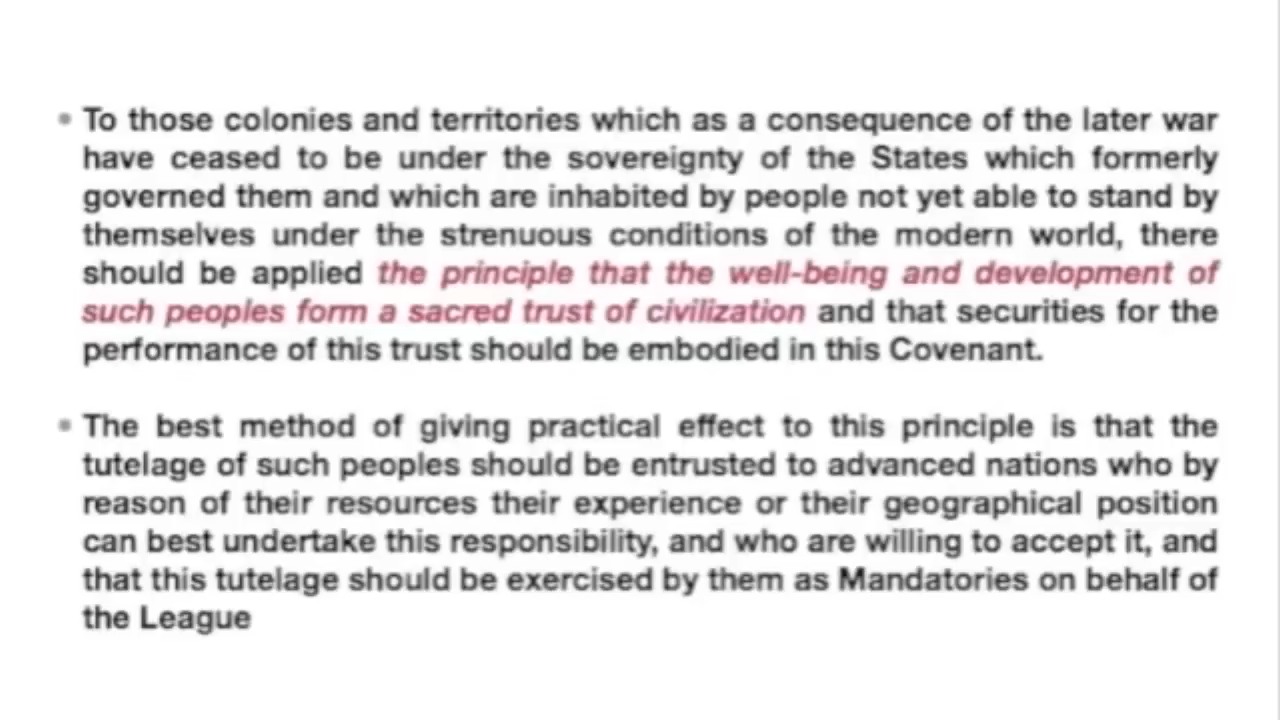 • To those colonies and territories which as a consequence of the later war
have ceased to be under the sovereignty of the States which formerly
governed them and which are inhabited by people not yet able to stand by
themselves under the strenuous conditions of the modern world, there
should be applied the principle that the well-being and development of
such peoples form a sacred trust of civilization and that securities for the
performance of this trust should be embodied in this Covenant.
• The best method of giving practical effect to this principle is that the
tutelage of such peoples should be entrusted to advanced nations who by
reason of their resources their experience or their geographical position
can best undertake this responsibility, and who are willing to accept it, and
that this tutelage should be exercised by them as Mandatories on behalf of
the League